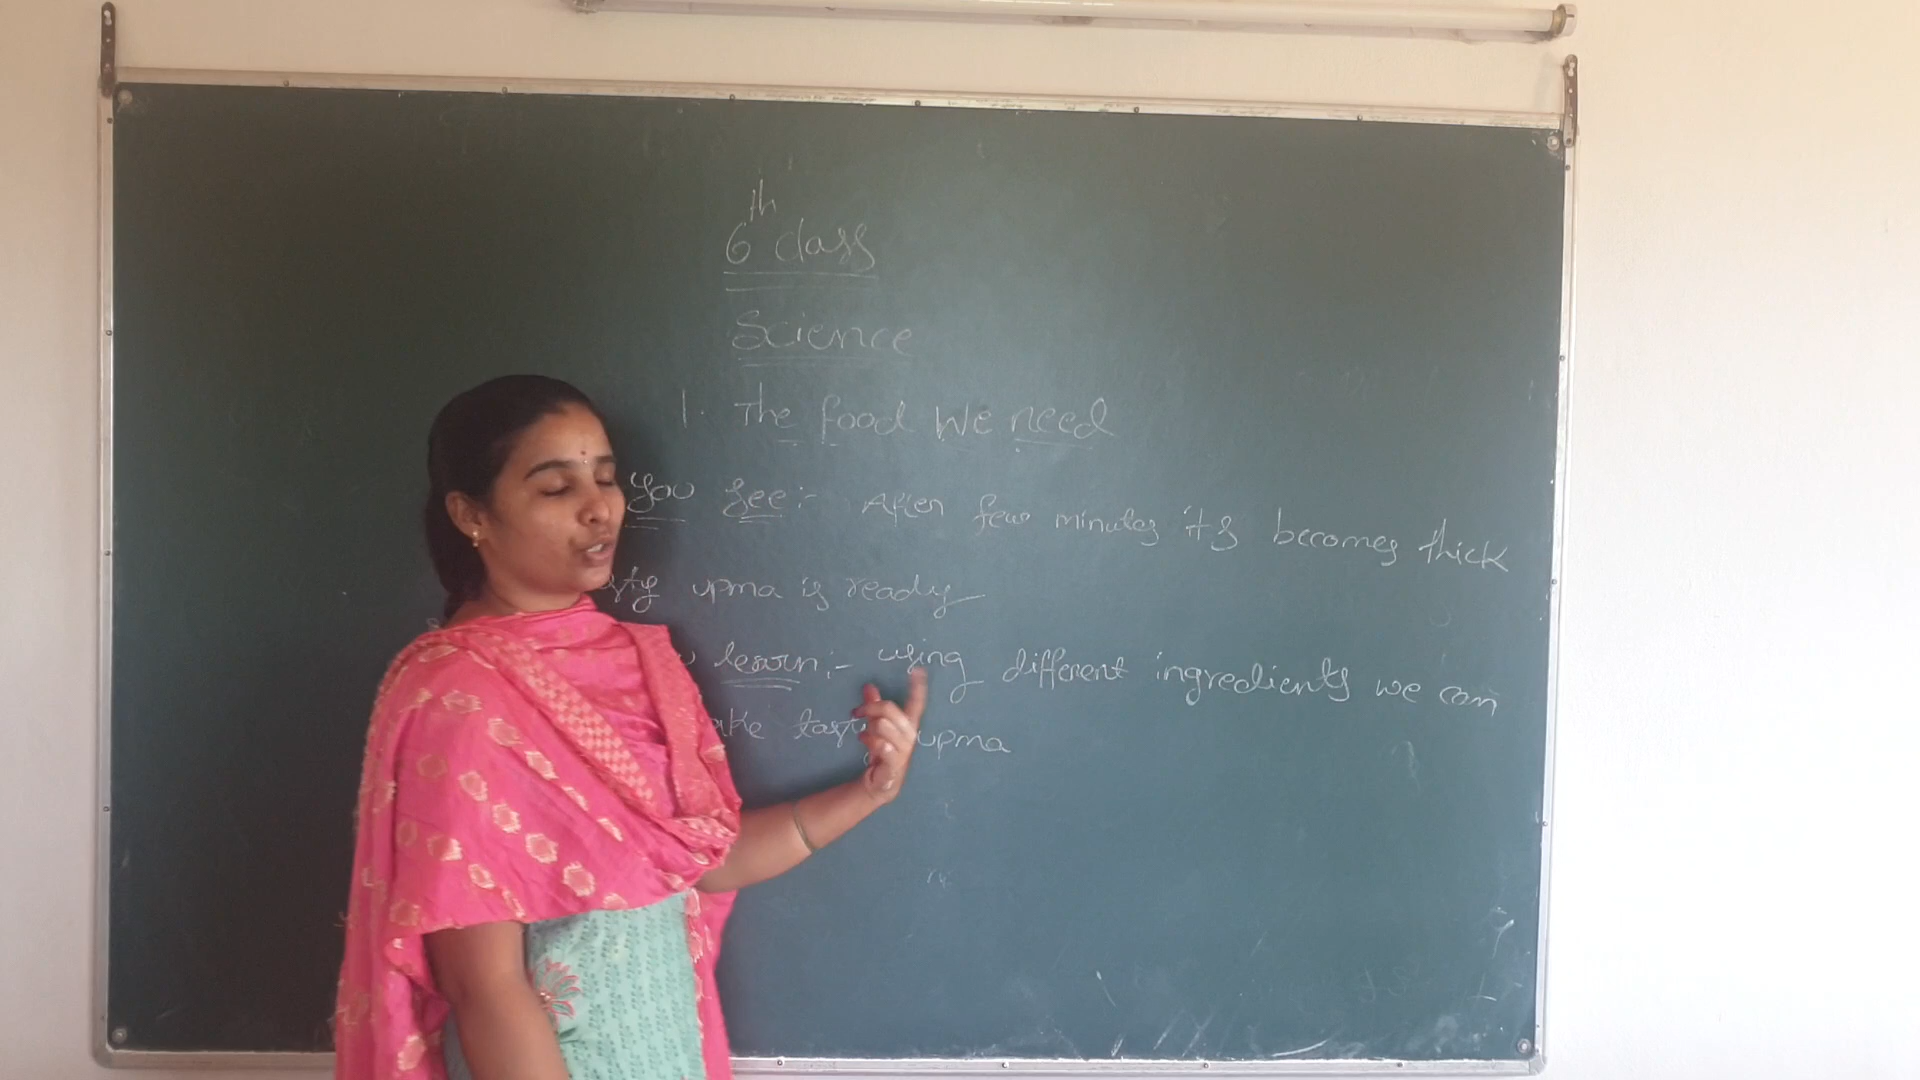 6th class
Science
1. The food We need
You see:- After few minutes it's becomes thick
upma is ready
learn:- using different ingredients we can
upma